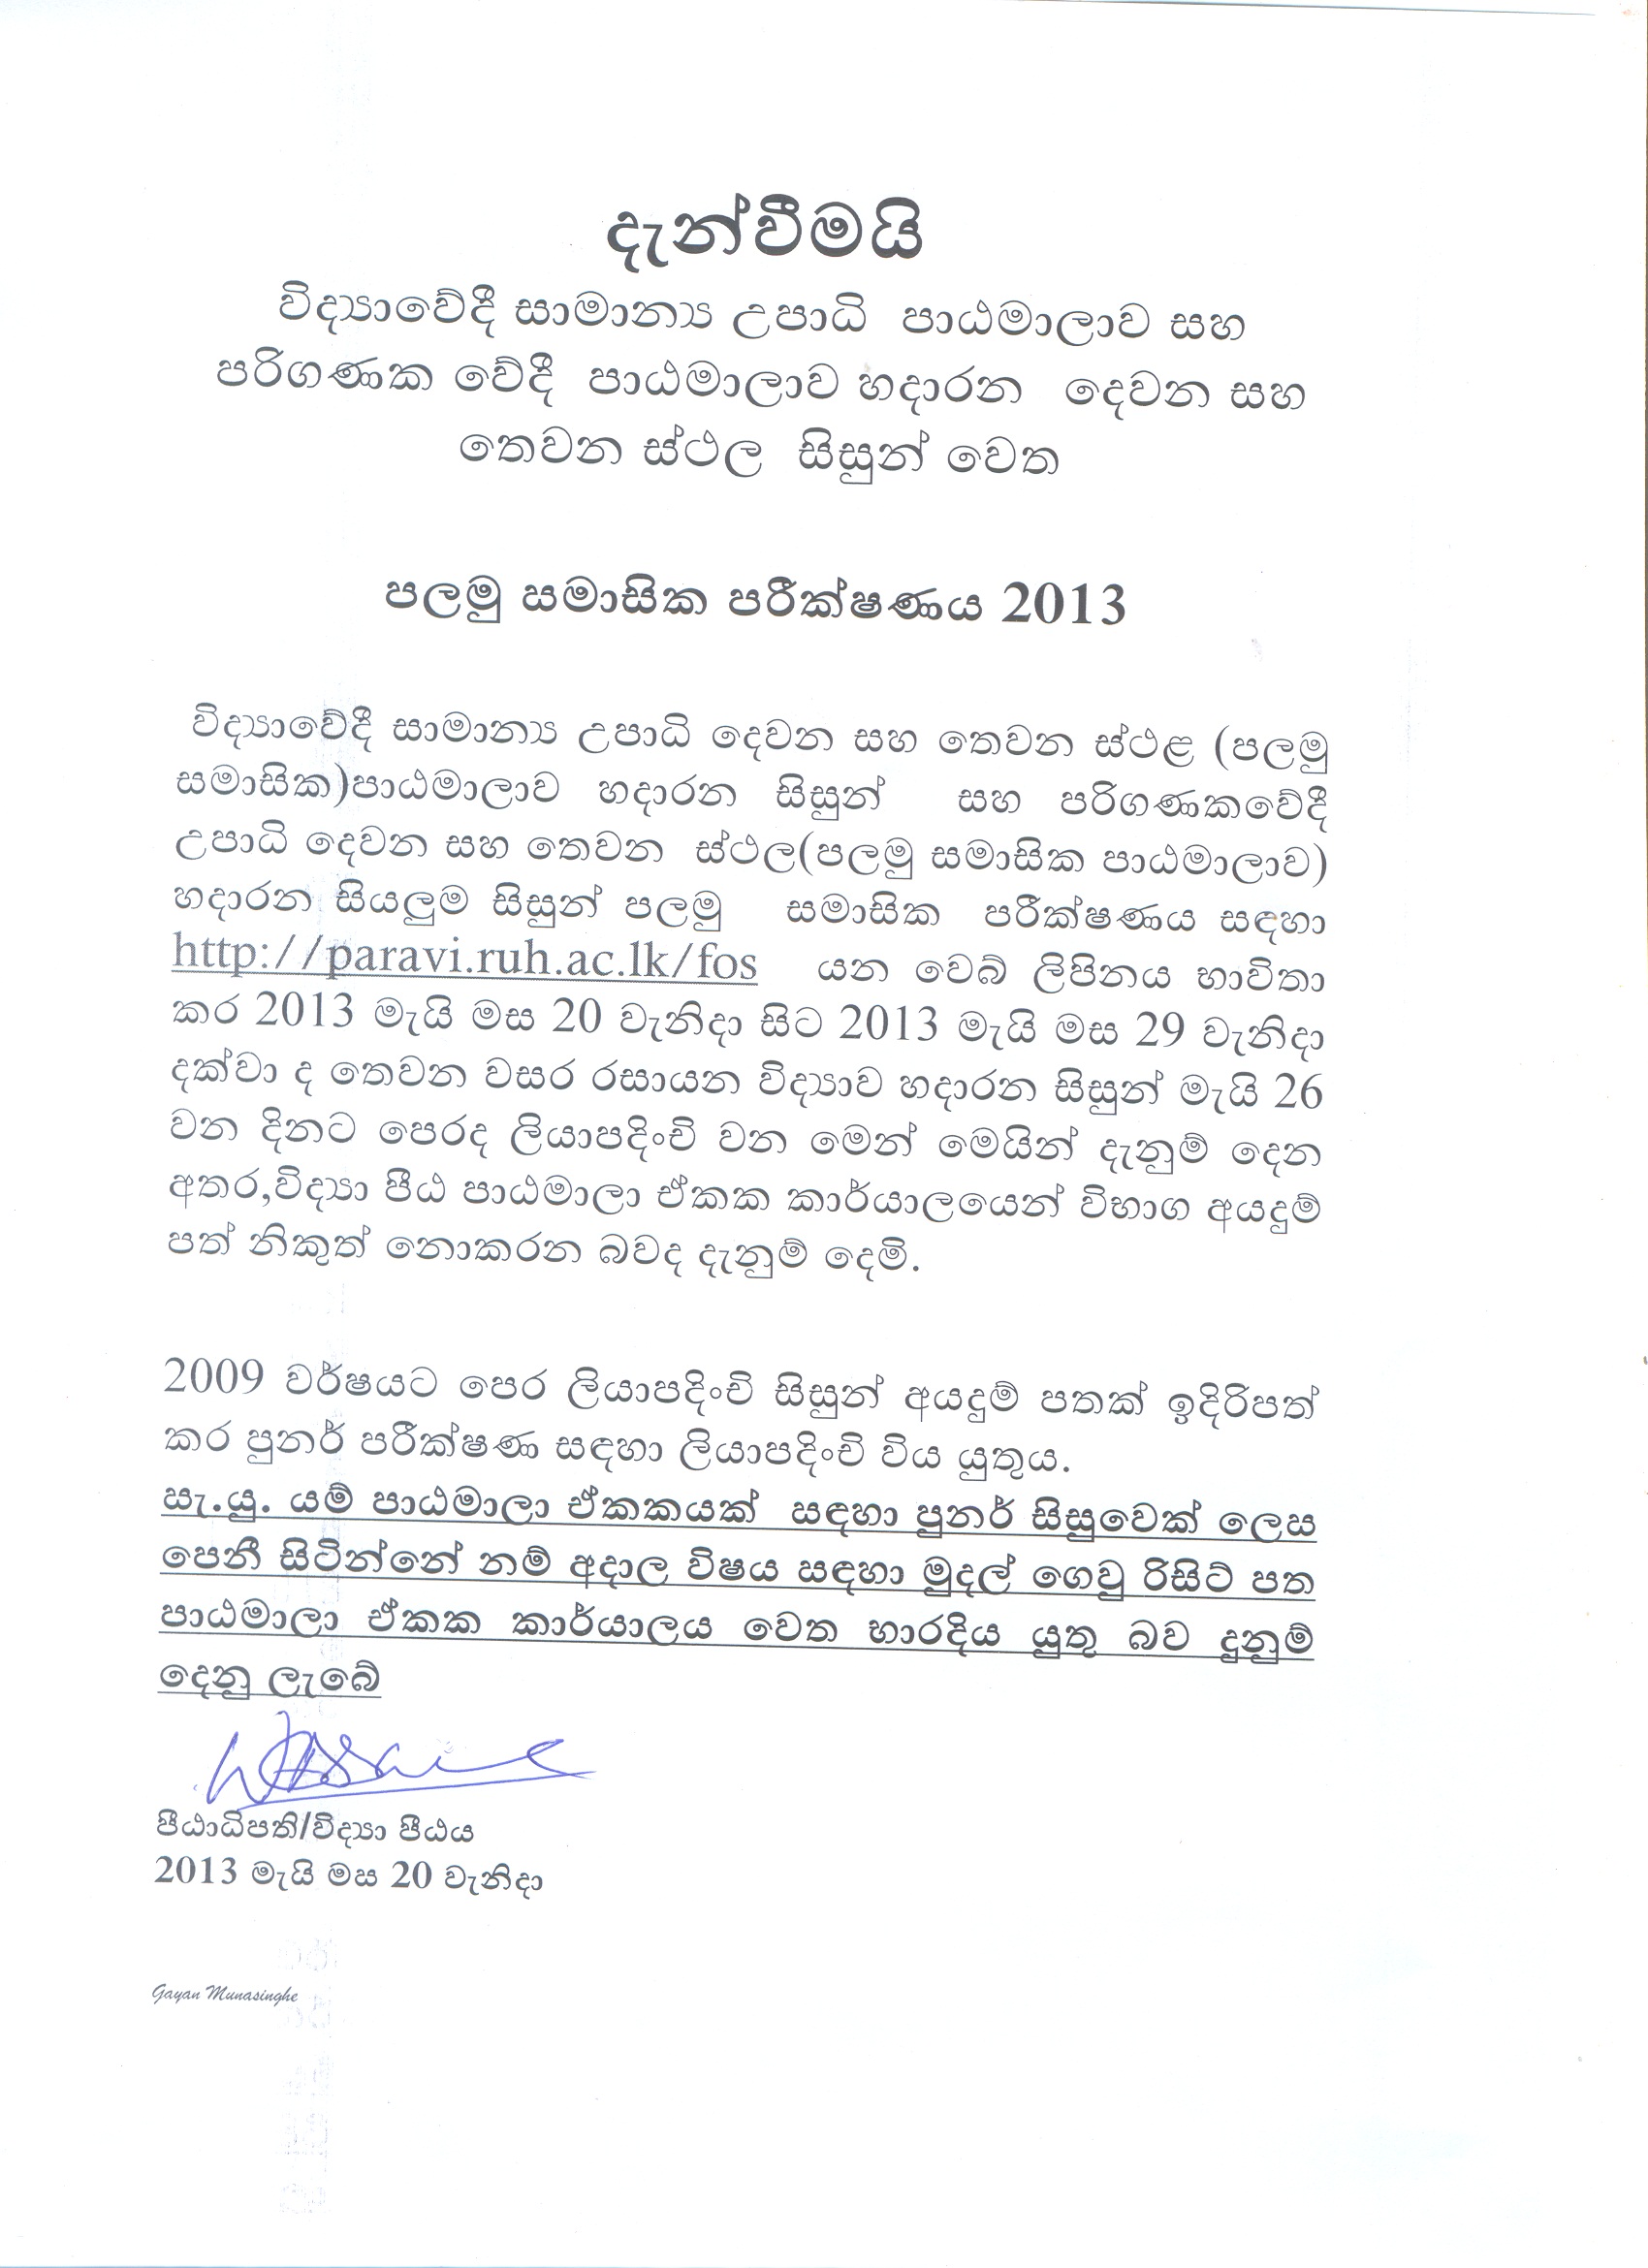 දැන්වීමයි
විද්‍යාවේදී සාමාන්‍ය උපාධි පාඨමාලාව සහ
පරිගණක වේදී පාඨමාලාව හදාරන දෙවන සහ
තෙවන ස්ථල සිසුන් වෙත
පලමු සමාසික පරීක්ෂණය 2013
විද්‍යාවේදී සාමාන්‍ය උපාධි දෙවන සහ තෙවන ස්ථළ (පලමු
සමාසික)පාඨමාලාව හදාරන සිසුන් සහ පරිගණකවේදී
උපාධි දෙවන සහ තෙවන ස්ථල(පලමු සමාසික පාඨමාලාව)
හදාරන සියලුම සිසුන් පලමු සමාසික පරීක්ෂණය සඳහා
http://paravi.ruh.ac.lk/fos යන වෙබ් ලිපිනය භාවිතා
කර 2013 මැයි මස 20 වැනිදා සිට 2013 මැයි මස 29 වැනිදා
දක්වා ද තෙවන වසර රසායන විද්‍යාව හදාරන සිසුන් මැයි 26
වන දිනට පෙරද ලියාපදිංචි වන මෙන් මෙයින් දැනුම් දෙන
අතර,විද්‍යා පීඨ පාඨමාලා ඒකක කාර්යාලයෙන් විභාග අයදුම්
පත් නිකුත් නොකරන බවද දැනුම් දෙමි.
2009 වර්ෂයට පෙර ලියාපදිංචි සිසුන් අයදුම් පතක් ඉදිරිපත්
කර පුනර් පරීක්ෂණ සඳහා ලියාපදිංචි විය යුතුය.
සැ.යු. යම් පාඨමාලා ඒකකයක් සඳහා පුනර් සිසුවෙක් ලෙස
පෙනී සිටින්නේ නම් අදාල විෂය සඳහා මුදල් ගෙවු රිසිට් පත
පාඨමාලා ඒකක කාර්යාලය වෙත භාරදිය යුතු බව දුනුම්
දෙනු ලැබේ
පීඨාධිපති/විද්‍යා පීඨය
2013 මැයි මස 20 වැනිදා
Gayan Munasinghe